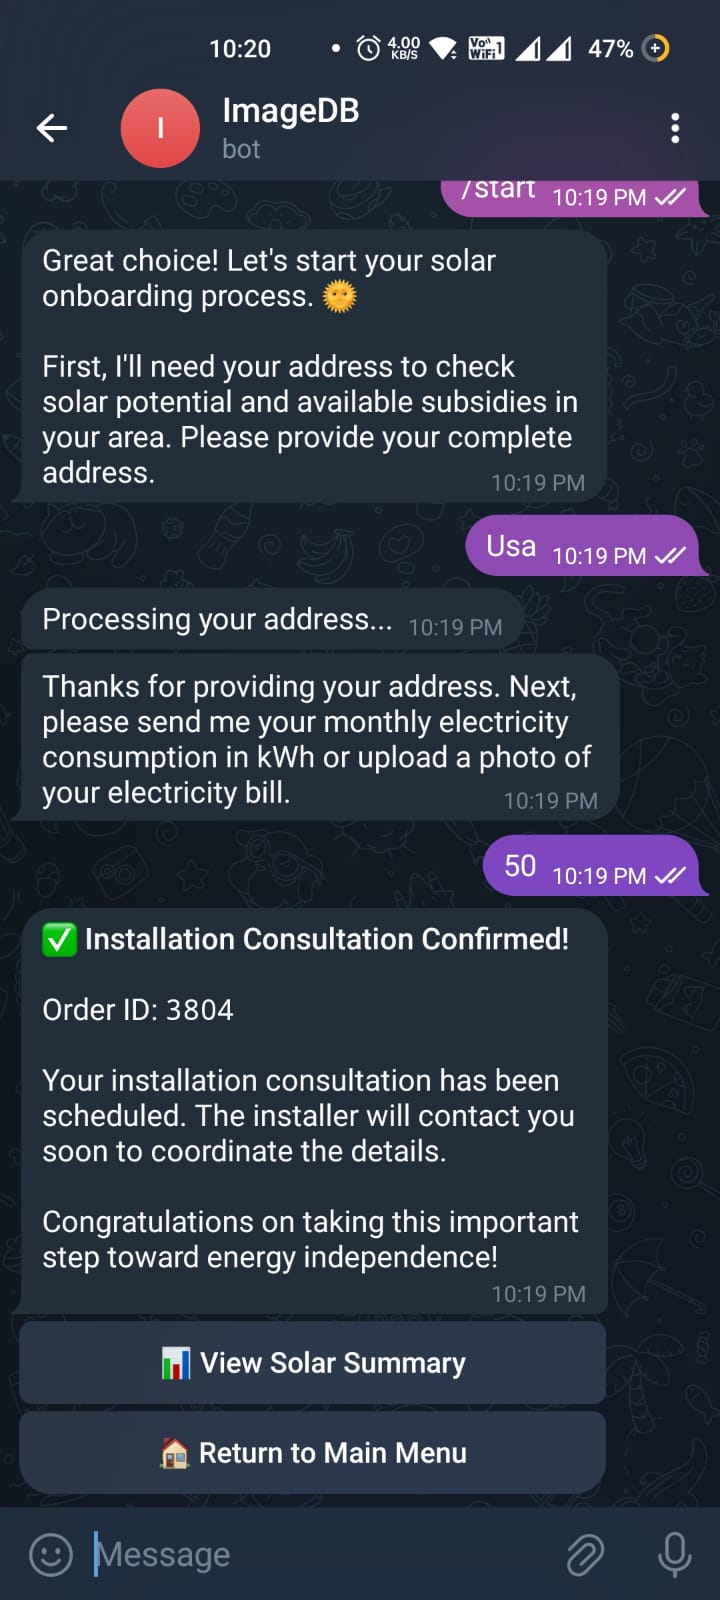 10:20 4.00 KB/S Vo WiFi 1 47%
ImageDB
bot
/start 10:19 PM
Great choice! Let's start your solar
onboarding process.
First, I'll need your address to check
solar potential and available subsidies in
your area. Please provide your complete
address.
10:19 PM
Usa 10:19 PM
Processing your address... 10:19 PM
Thanks for providing your address. Next,
please send me your monthly electricity
consumption in kWh or upload a photo of
your electricity bill.
10:19 PM
50 10:19 PM
Installation Consultation Confirmed!
Order ID: 3804
Your installation consultation has been
scheduled. The installer will contact you
soon to coordinate the details.
Congratulations on taking this important
step toward energy independence!
10:19 PM
View Solar Summary
Return to Main Menu
Message